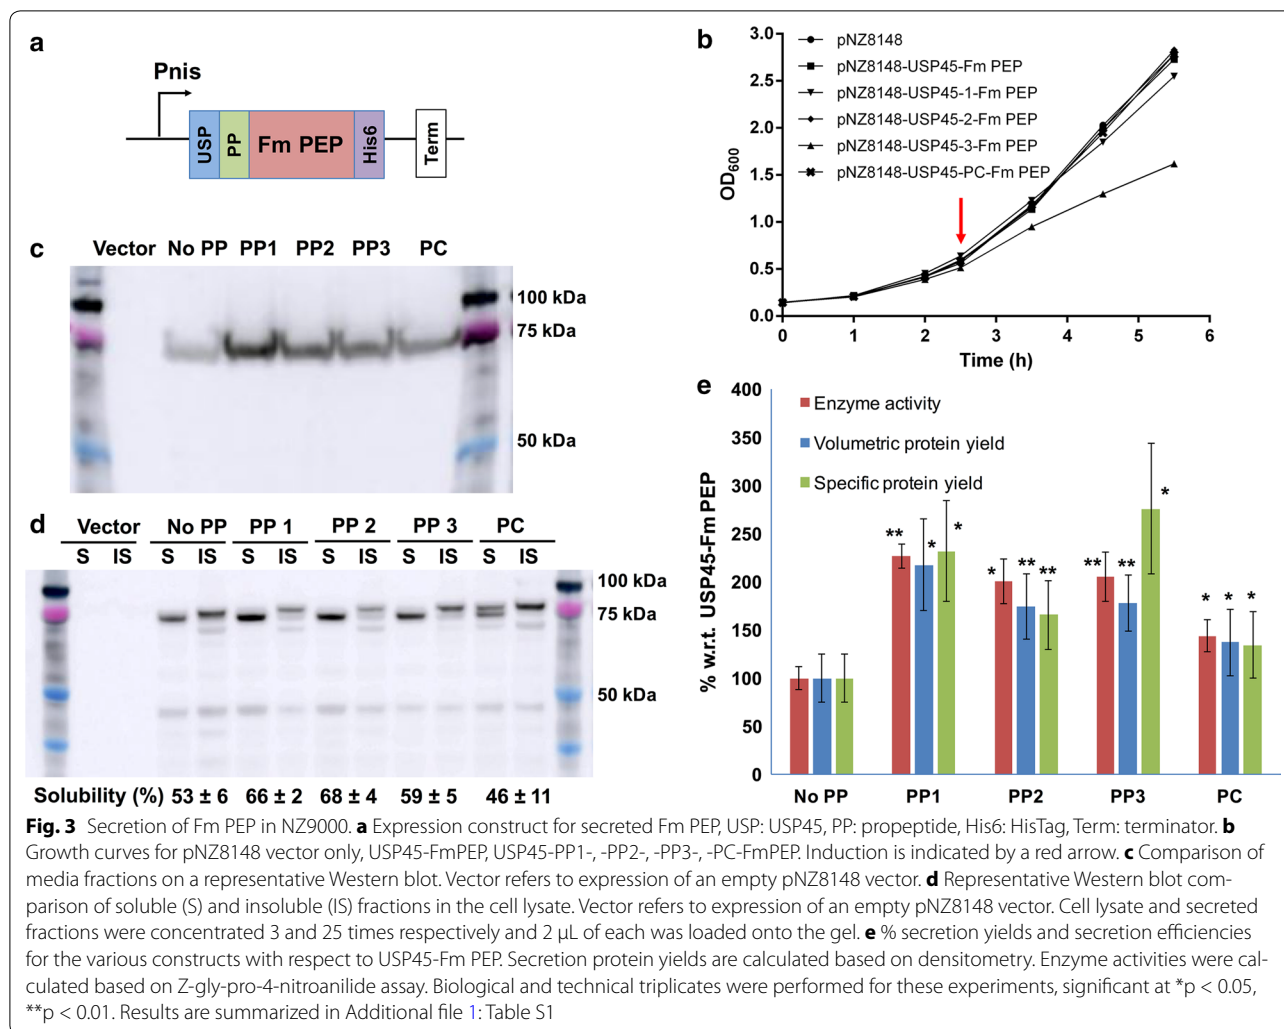 a
Pnis
USP
PP
Fm PEP
His6
Term
b
3.0
2.5
2.0
1.5
1.0
0.5
0.0
OD600
0 1 2 3 4 5 6
Time (h)
pNZ8148
pNZ8148-USP45-Fm PEP
pNZ8148-USP45-1-Fm PEP
pNZ8148-USP45-2-Fm PEP
pNZ8148-USP45-3-Fm PEP
pNZ8148-USP45-PC-Fm PEP
c
Vector No PP PP1 PP2 PP3 PC
100 kDa
75 kDa
50 kDa
d
Vector No PP PP 1 PP 2 PP 3 PC
S IS S IS S IS S IS S IS S IS
100 kDa
75 kDa
50 kDa
Solubility (%) 53 ± 6 66 ± 2 68 ± 4 59 ± 5 46 ± 11
e
400
350
300
250
200
150
100
50
0
% w.r.t. USP45-Fm PEP
Enzyme activity
Volumetric protein yield
Specific protein yield
** * *
* ** **
** ** *
* * *
No PP PP1 PP2 PP3 PC
Fig. 3 Secretion of Fm PEP in NZ9000. a Expression construct for secreted Fm PEP, USP: USP45, PP: propeptide, His6: HisTag, Term: terminator. b
Growth curves for pNZ8148 vector only, USP45-FmPEP, USP45-PP1-, -PP2-, -PP3-, -PC-FmPEP. Induction is indicated by a red arrow. c Comparison of
media fractions on a representative Western blot. Vector refers to expression of an empty pNZ8148 vector. d Representative Western blot com-
parison of soluble (S) and insoluble (IS) fractions in the cell lysate. Vector refers to expression of an empty pNZ8148 vector. Cell lysate and secreted
fractions were concentrated 3 and 25 times respectively and 2 μL of each was loaded onto the gel. e % secretion yields and secretion efficiencies
for the various constructs with respect to USP45-Fm PEP. Secretion protein yields are calculated based on densitometry. Enzyme activities were cal-
culated based on Z-gly-pro-4-nitroanilide assay. Biological and technical triplicates were performed for these experiments, significant at *p < 0.05,
**p < 0.01. Results are summarized in Additional file 1: Table S1